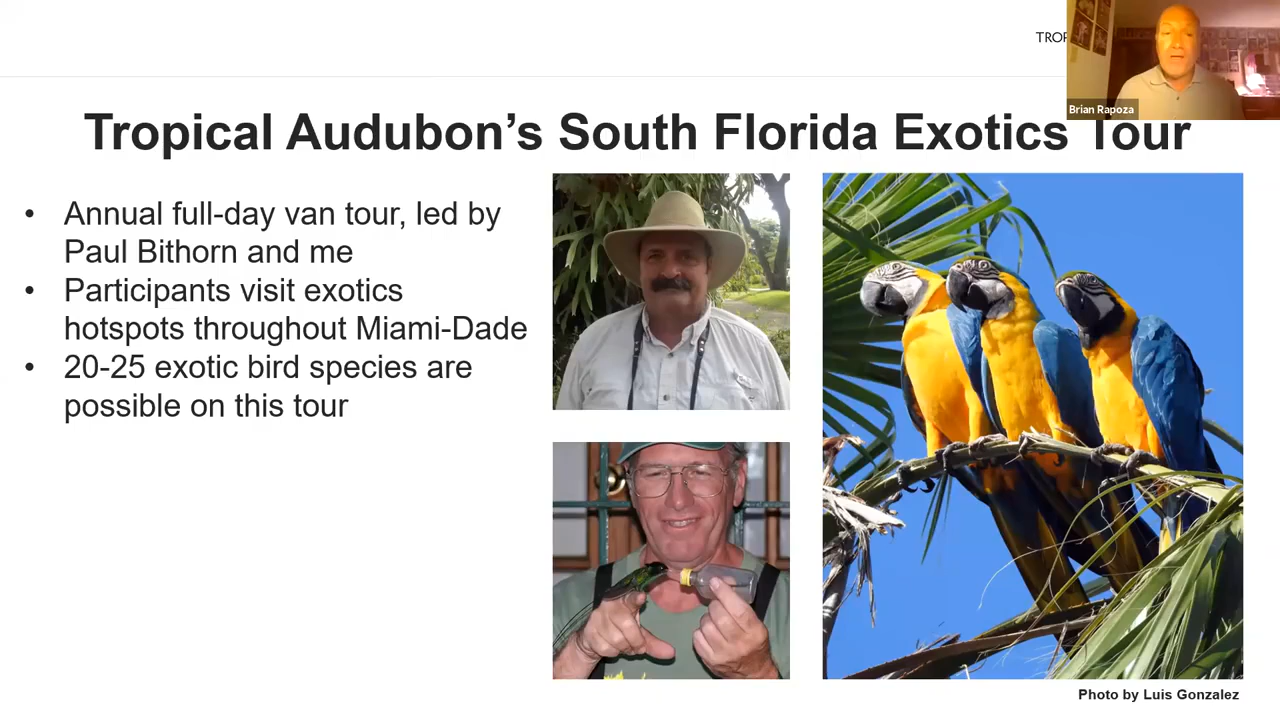 TROP
Brian Rapoza
Tropical Audubon's South Florida Exotics Tour
• Annual full-day van tour, led by
Paul Bithorn and me
• Participants visit exotics
hotspots throughout Miami-Dade
• 20-25 exotic bird species are
possible on this tour
Photo by Luis Gonzalez